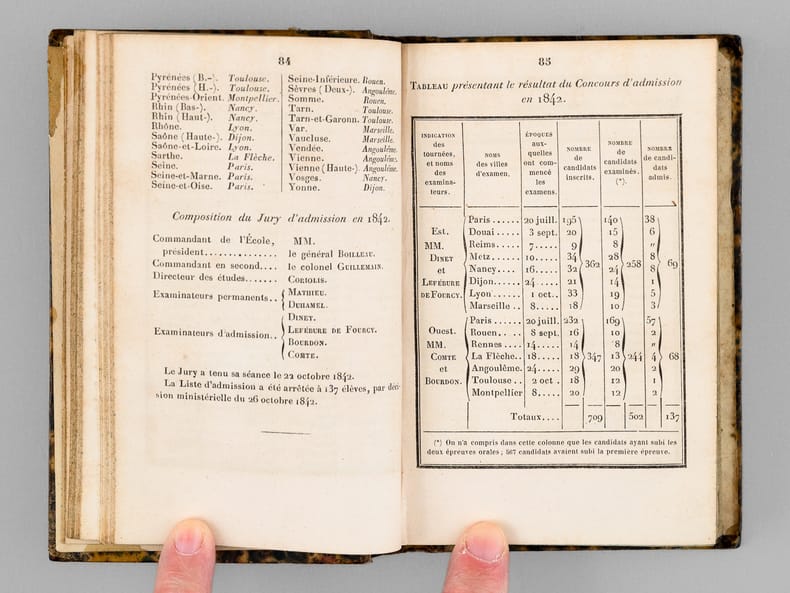 84
Pyrénées (B.-). Toulouse.
Pyrénées (H.-). Toulouse.
Pyrénées-Orient. Montpellier.
Rhin (Bas-). Nancy.
Rhin (Haut-). Nancy.
Rhône. Lyon.
Saône (Haute-). Dijon.
Saône-et-Loire. Lyon.
Sarthe. La Flèche.
Seine. Paris.
Seine-et-Marne. Paris.
Seine-et-Oise. Paris.
Seine-Inférieure. Rouen.
Sèvres (Deux-). Angoulême.
Somme. Rouen.
Tarn. Toulouse.
Tarn-et-Garonn. Toulouse.
Var. Marseille.
Vaucluse. Marseille.
Vendée. Angoulême.
Vienne. Angoulême.
Vienne (Haute-). Angoulême.
Vosges. Nancy.
Yonne. Dijon.
Composition du Jury d'admission en 1842.
Commandant de l'École, MM.
président.............. le général BOILLEAU.
Commandant en second.... le colonel GUILLEMAIN.
Directeur des études....... CORIOLIS.
Examinateurs permanents.. { MATHIEU.
DUHAMEL.
Examinateurs d'admission.. { DINET.
LEFÉBURE DE FOURCY.
BOURDON.
COMTE.
Le Jury a tenu sa séance le 22 octobre 1842.
La Liste d'admission a été arrêtée à 137 élèves, par déci-
sion ministérielle du 26 octobre 1842.
85
TABLEAU présentant le résultat du Concours d'admission
en 1842.
INDICATION des tournées, et noms des examina-teurs. | NOMS des villes d'examen. | ÉPOQUES aux-quelles ont com-mencé les examens. | NOMBRE de candidats inscrits. | NOMBRE de candidats examinés. (*). | NOMBRE de candi-dats admis.
Est. MM. DINET et LEFÉBURE DE FOURCY.
Paris...... 20 juill. 195 140 38
Douai..... 3 sept. 20 15 6
Reims..... 7..... 9 8 "
Metz...... 10..... 34 28 8
362 258 69
Nancy.... 16..... 32 24 8
Dijon..... 24..... 21 14 1
Lyon...... 1 oct.. 33 19 5
Marseille.. 8..... 18 10 3
Ouest. MM. COMTE et BOURDON.
Paris..... 20 juill. 232 169 57
Rouen.... 8 sept. 16 10 2
Rennes.... 14..... 14 8 "
La Flèche.. 18..... 18 347 13 244 4 68
Angoulême. 24..... 29 20 2
Toulouse.. 2 oct. 18 12 1
Montpellier 8..... 20 12 2
Totaux.... 709 502 137
(*) On n'a compris dans cette colonne que les candidats ayant subi les
deux épreuves orales; 567 candidats avaient subi la première épreuve.